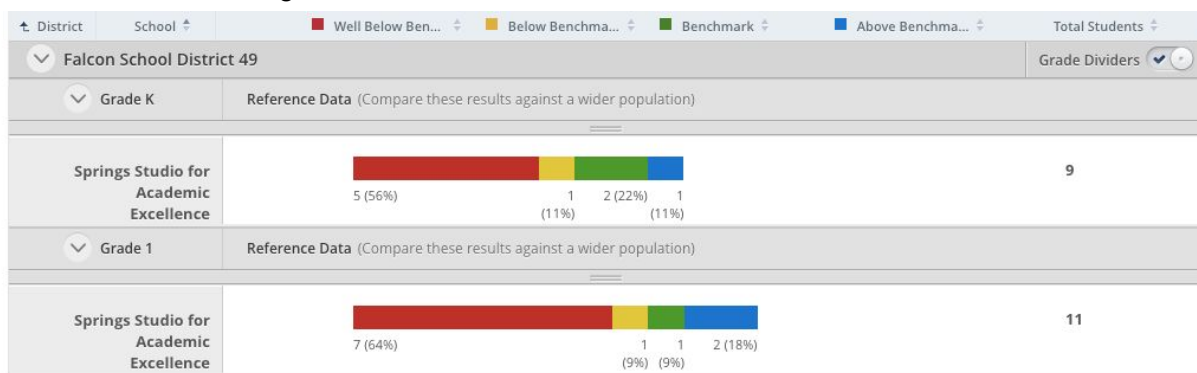 District School Well Below Ben... Below Benchma... Benchmark Above Benchma... Total Students
Falcon School District 49 Grade Dividers
Grade K Reference Data (Compare these results against a wider population)
Springs Studio for
Academic
Excellence
5 (56%) 1 2 (22%) 1
(11%) (11%)
9
Grade 1 Reference Data (Compare these results against a wider population)
Springs Studio for
Academic
Excellence
7 (64%) 1 1 2 (18%)
(9%) (9%)
11